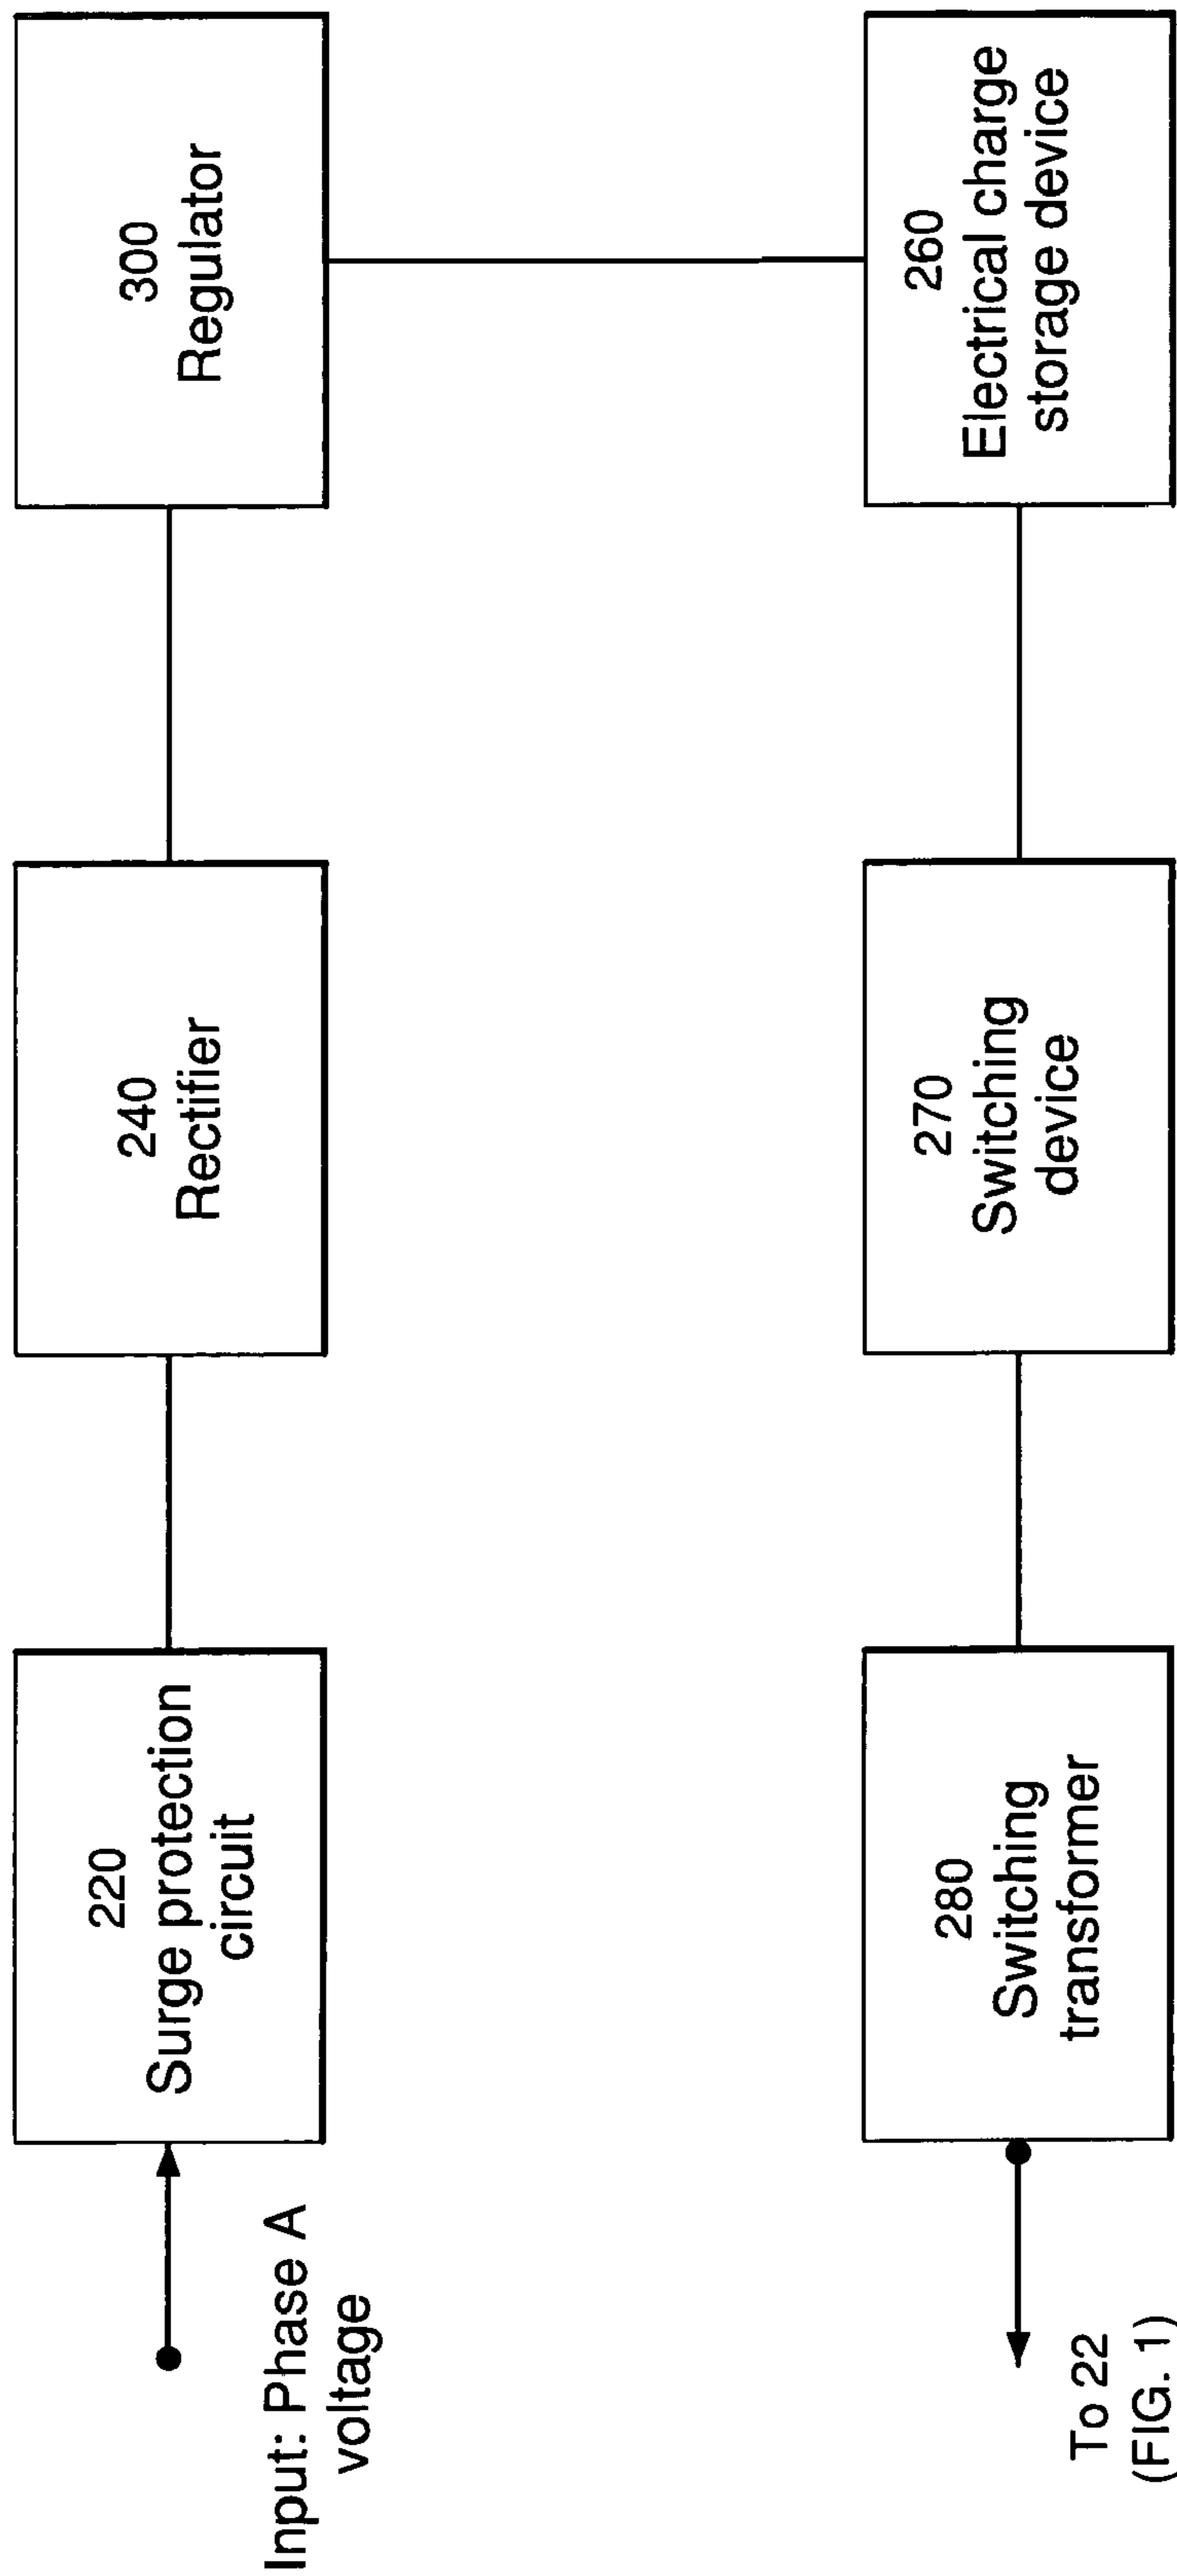 Input: Phase A
voltage
220
Surge protection
circuit
240
Rectifier
300
Regulator
To 22
(FIG. 1)
280
Switching
transformer
270
Switching
device
260
Electrical charge
storage device